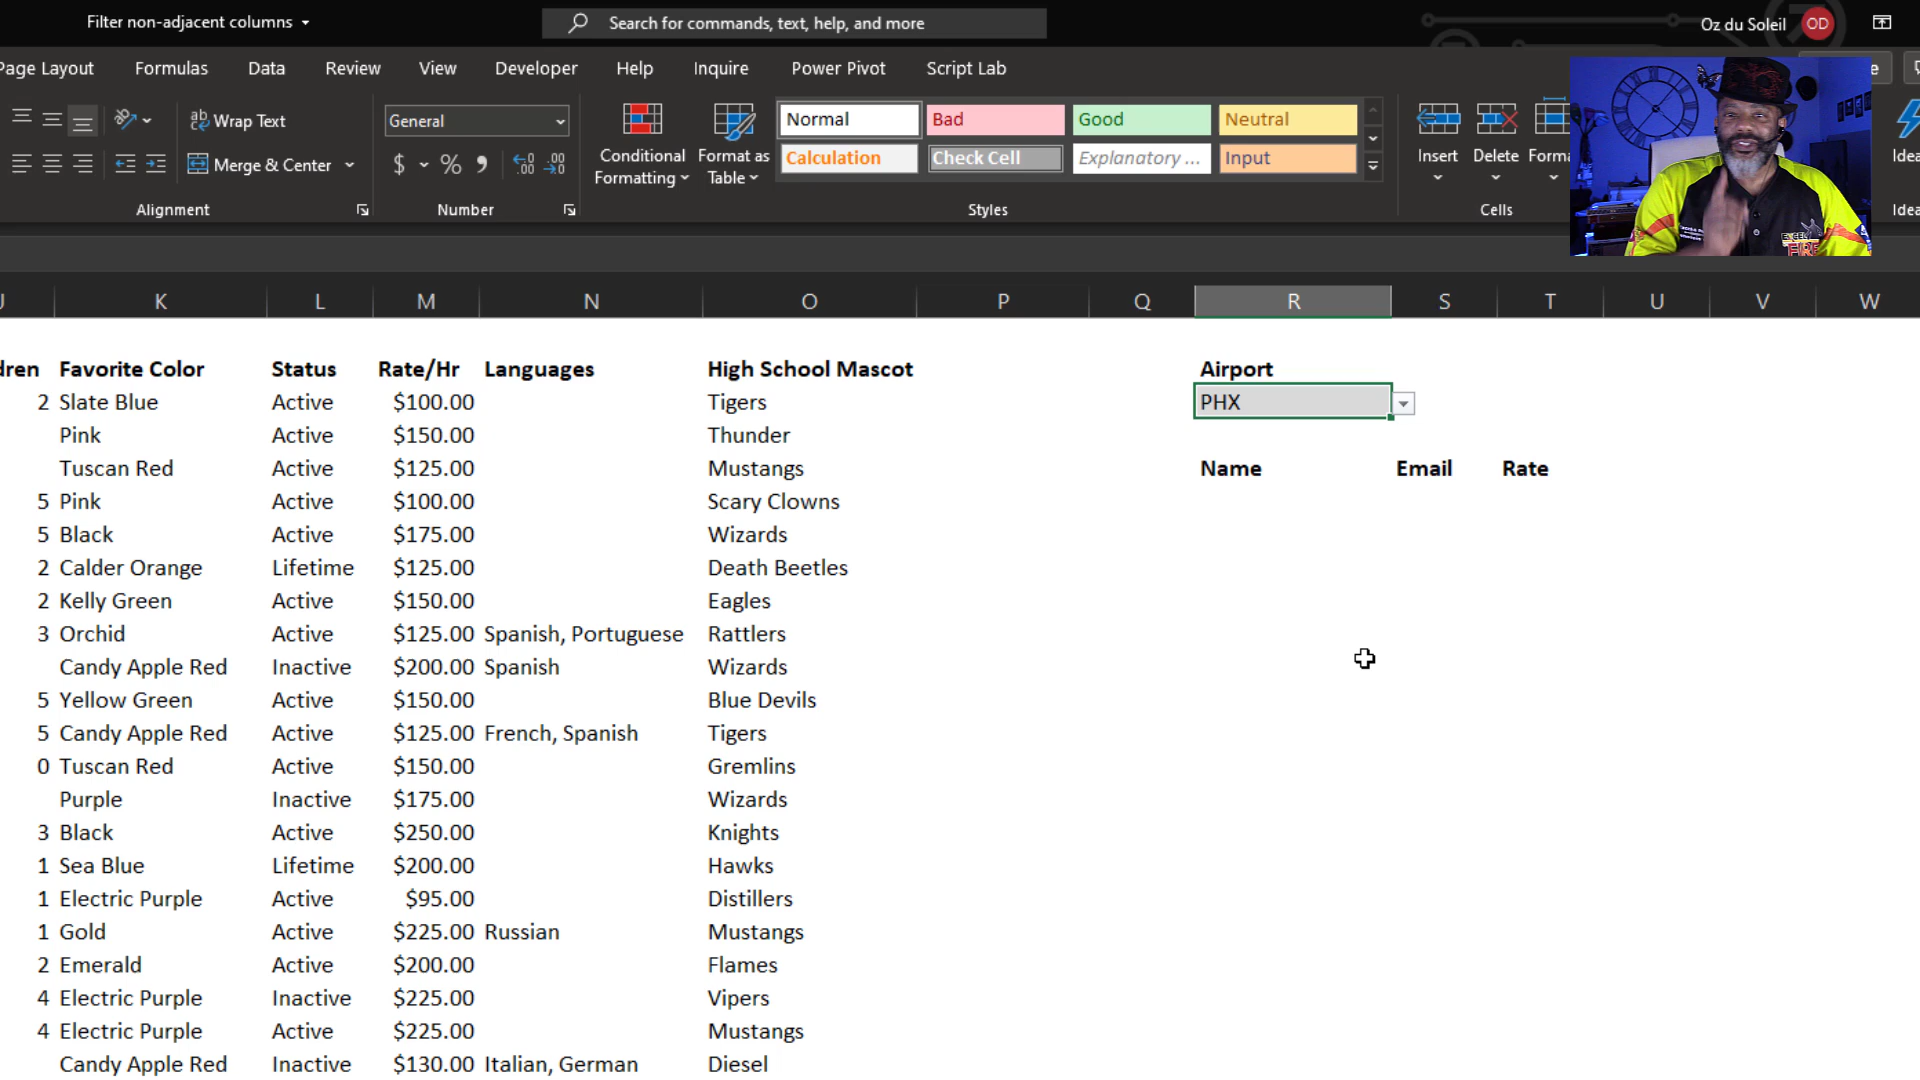 Filter non-adjacent columns
Search for commands, text, help, and more
Oz du Soleil OD
Page Layout Formulas Data Review View Developer Help Inquire Power Pivot Script Lab
Wrap Text
Merge & Center
Alignment
General
$ % 9
Number
Conditional Formatting
Format as Table
Normal Bad Good Neutral
Calculation Check Cell Explanatory ... Input
Styles
Insert Delete Forma
Cells
Idea
Idea
K L M N O P Q R S T U V W
dren Favorite Color Status Rate/Hr Languages High School Mascot Airport
2 Slate Blue Active $100.00 Tigers PHX
Pink Active $150.00 Thunder
Tuscan Red Active $125.00 Mustangs Name Email Rate
5 Pink Active $100.00 Scary Clowns
5 Black Active $175.00 Wizards
2 Calder Orange Lifetime $125.00 Death Beetles
2 Kelly Green Active $150.00 Eagles
3 Orchid Active $125.00 Spanish, Portuguese Rattlers
Candy Apple Red Inactive $200.00 Spanish Wizards
5 Yellow Green Active $150.00 Blue Devils
5 Candy Apple Red Active $125.00 French, Spanish Tigers
0 Tuscan Red Active $150.00 Gremlins
Purple Inactive $175.00 Wizards
3 Black Active $250.00 Knights
1 Sea Blue Lifetime $200.00 Hawks
1 Electric Purple Active $95.00 Distillers
1 Gold Active $225.00 Russian Mustangs
2 Emerald Active $200.00 Flames
4 Electric Purple Inactive $225.00 Vipers
4 Electric Purple Active $225.00 Mustangs
Candy Apple Red Inactive $130.00 Italian, German Diesel